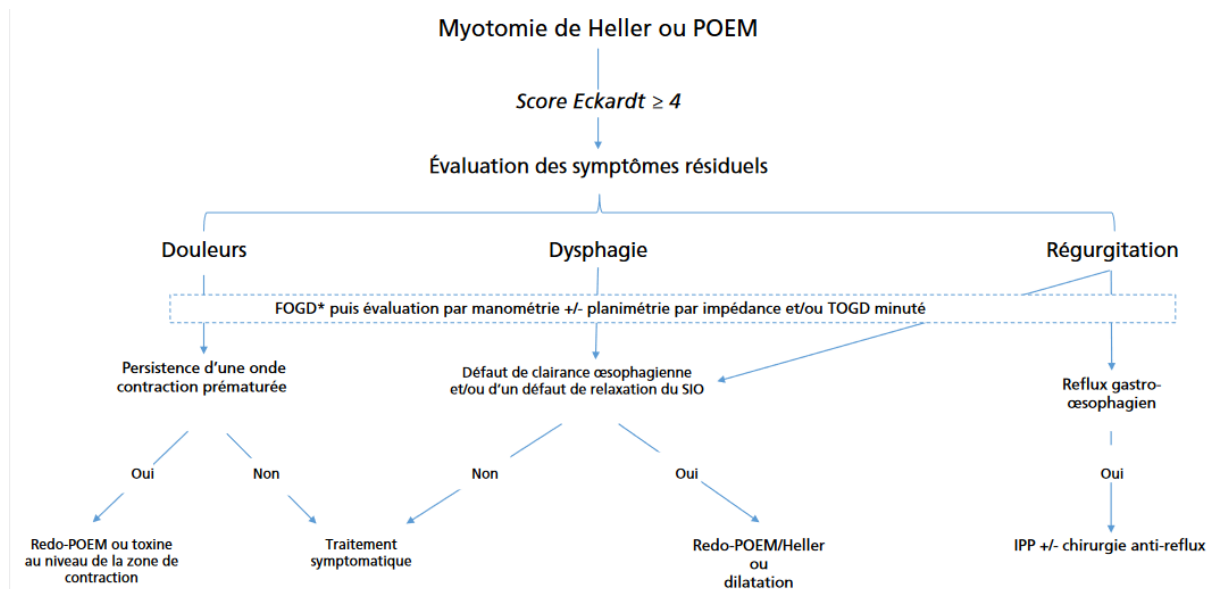 Myotomie de Heller ou POEM
Score Eckardt ≥ 4
Évaluation des symptômes résiduels
Douleurs
Dysphagie
Régurgitation
FOGD* puis évaluation par manométrie +/- planimétrie par impédance et/ou TOGD minuté
Persistence d’une onde
contraction prématurée
Défaut de clairance œsophagienne
et/ou d’un défaut de relaxation du SIO
Reflux gastro-
œsophagien
Oui
Non
Non
Oui
Oui
Redo-POEM ou toxine
au niveau de la zone de
contraction
Traitement
symptomatique
Redo-POEM/Heller
ou
dilatation
IPP +/- chirurgie anti-reflux